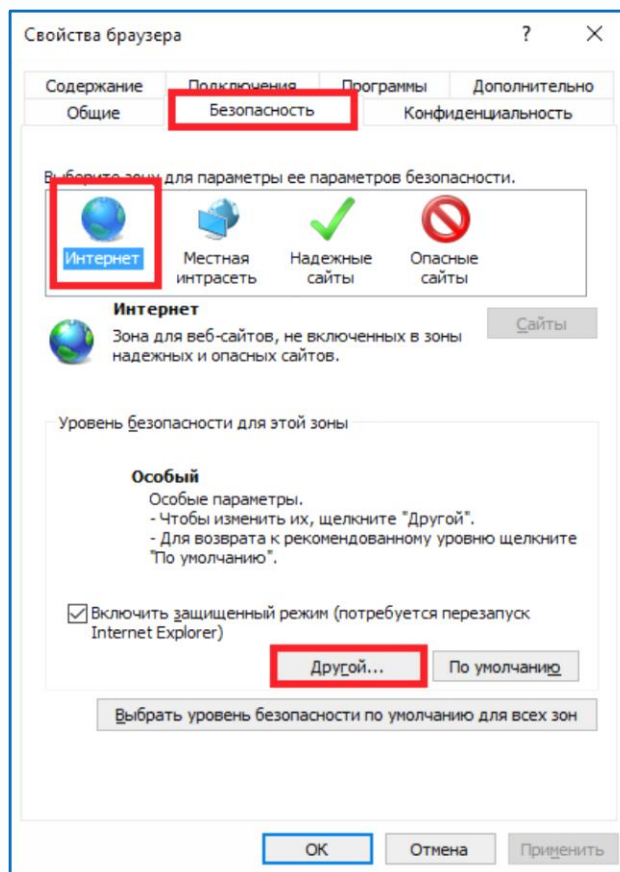 Свойства браузера ?
Содержание Подключения Программы Дополнительно
Общие Безопасность Конфиденциальность
Выберите зону для параметры ее параметров безопасности.
Интернет
Местная
интрасеть
Надежные
сайты
Опасные
сайты
Интернет
Зона для веб-сайтов, не включенных в зоны
надежных и опасных сайтов.
Сайты
Уровень безопасности для этой зоны
Особый
Особые параметры.
- Чтобы изменить их, щелкните "Другой".
- Для возврата к рекомендованному уровню щелкните
"По умолчанию".
Включить защищенный режим (потребуется перезапуск
Internet Explorer)
Другой... По умолчанию
Выбрать уровень безопасности по умолчанию для всех зон
ОК Отмена Применить